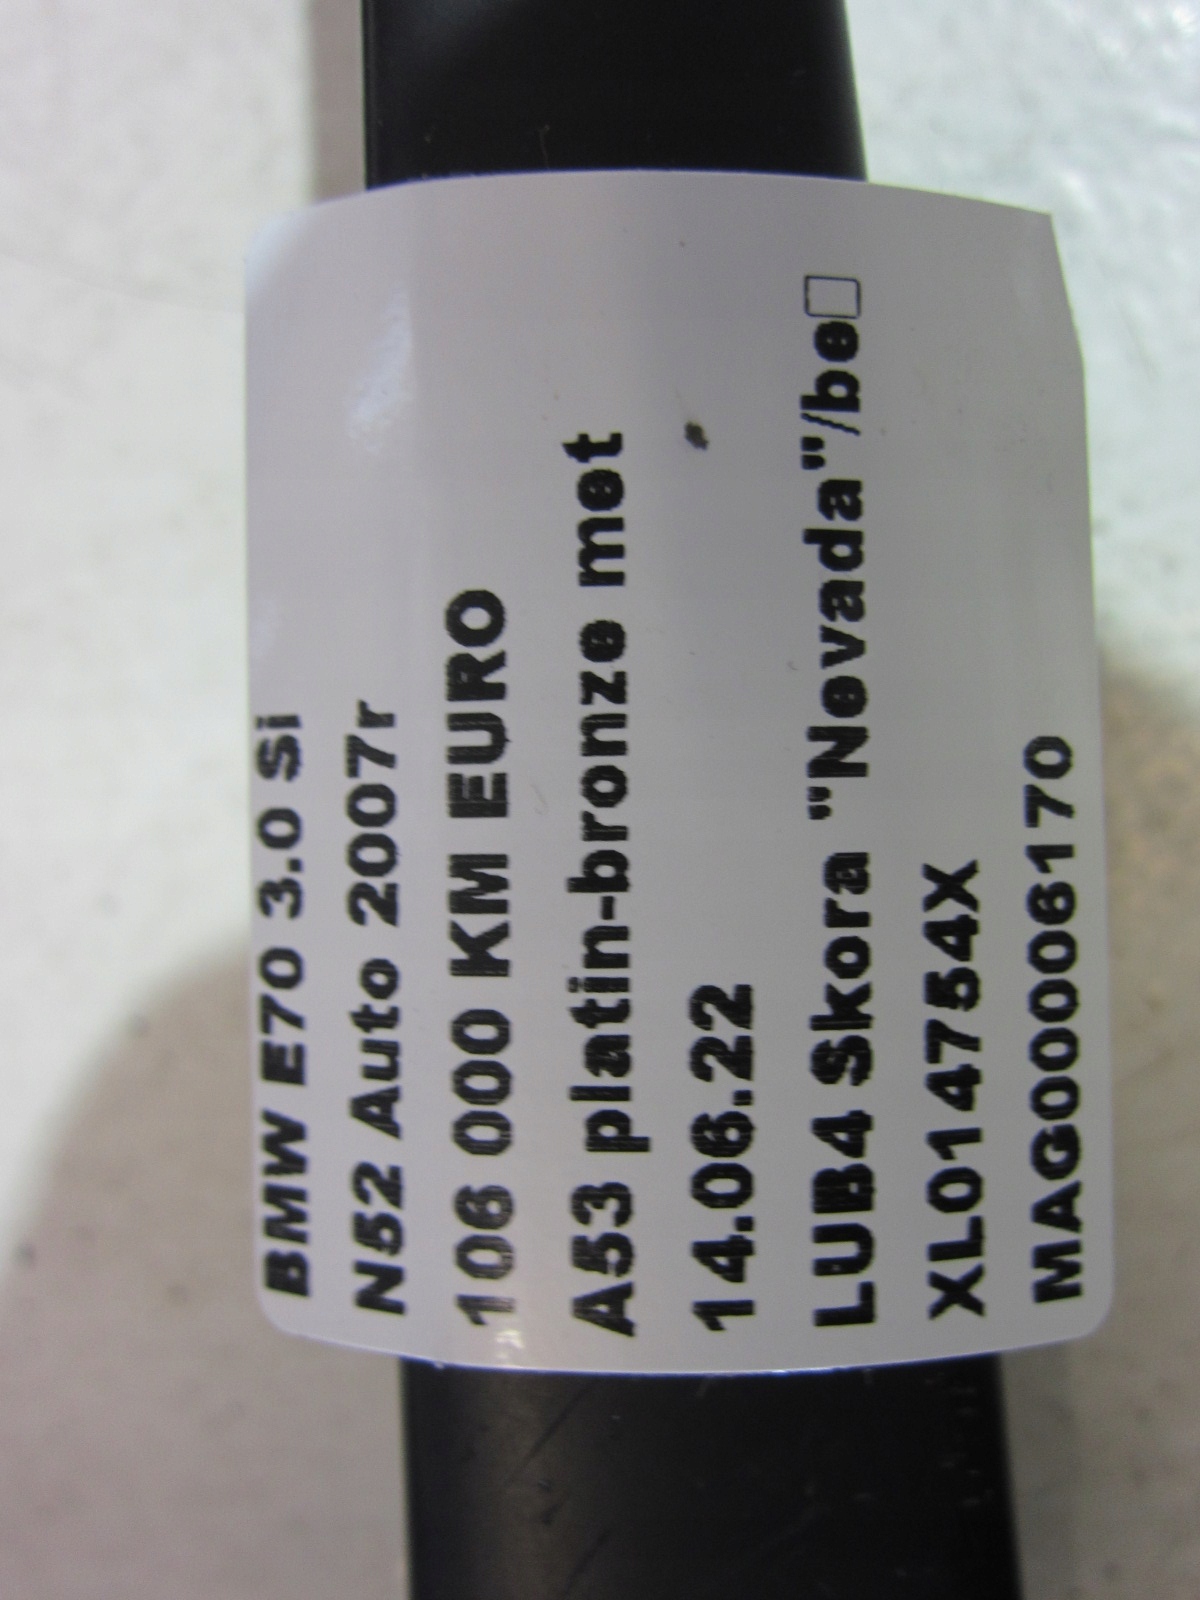 BMW E70 3.0 Si
N52 Auto 2007r
106 000 KM EURO
A53 platin-bronze met
14.06.22
LUB4 Skora "Nevada"/be□
XL014754X
MAG0006170